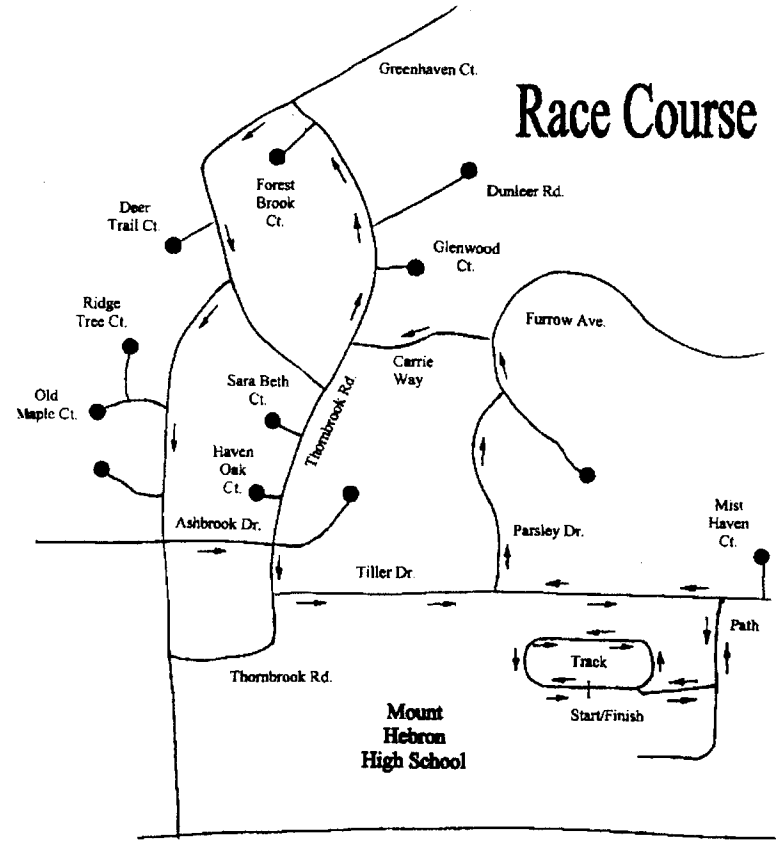 Greenhaven Ct.
Race Course
Forest
Brook
Ct.
Dunleer Rd.
Deer
Trail Ct.
Glenwood
Ct.
Ridge
Tree Ct.
Furrow Ave.
Carrie
Way
Sara Beth
Ct.
Old
Maple Ct.
Thornbrook Rd.
Haven
Oak
Ct.
Mist
Haven
Ct.
Ashbrook Dr.
Parsley Dr.
Tiller Dr.
Path
Track
Thornbrook Rd.
Start/Finish
Mount
Hebron
High School